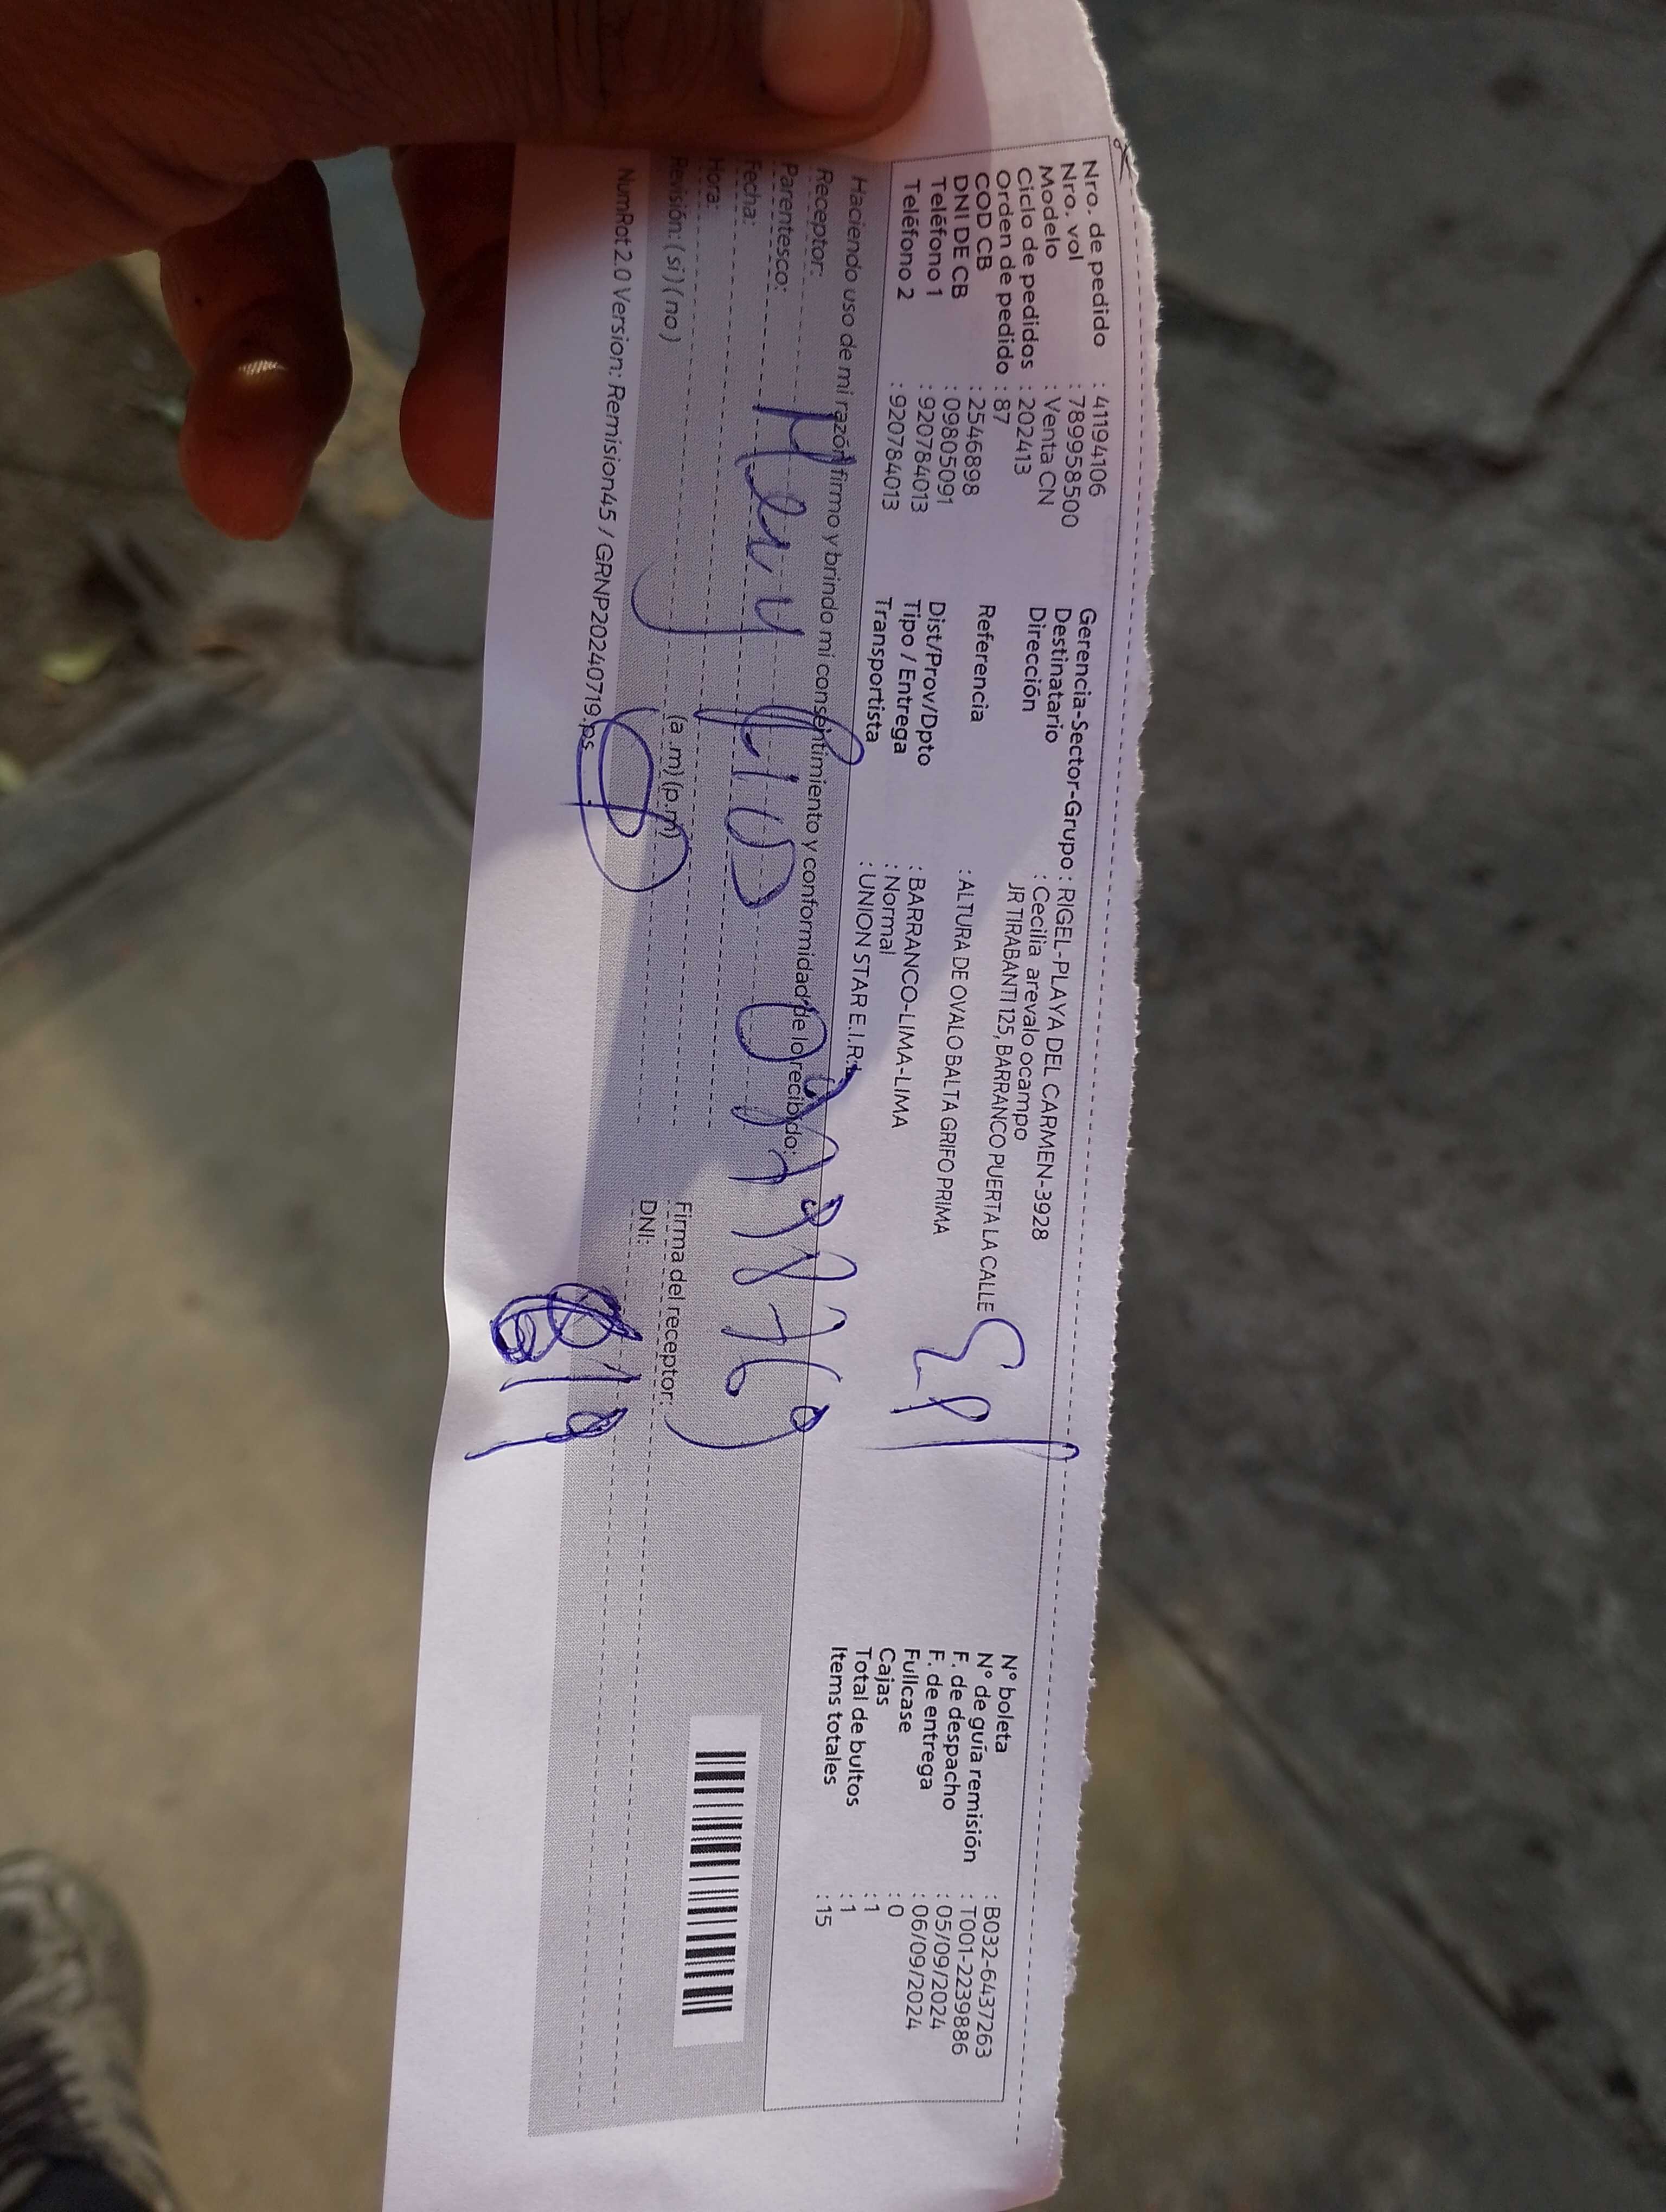 Nro. de pedido : 41194106
Nro. vol : 789958500
Modelo : Venta CN
Ciclo de pedidos : 202413
Orden de pedido : 87
COD CB : 2546898
DNI DE CB : 09805091
Teléfono 1 : 920784013
Teléfono 2 : 920784013
Gerencia-Sector-Grupo : RIGEL-PLAYA DEL CARMEN-3928
Destinatario : Cecilia arevalo ocampo
Dirección JR TIRABANTI 125, BARRANCO PUERTA LA CALLE
Referencia : ALTURA DE OVALO BALTA GRIFO PRIMA
Dist/Prov/Dpto : BARRANCO-LIMA-LIMA
Tipo / Entrega : Normal
Transportista : UNION STAR E.I.R.L
N° boleta : B032-6437263
N° de guía remisión : T001-2239886
F. de despacho : 05/09/2024
F. de entrega : 06/09/2024
Fullcase : 0
Cajas : 1
Total de bultos : 1
Items totales : 15
Haciendo uso de mi razón firmo y brindo mi consentimiento y conformidad de lo recibido:
Receptor:
Parentesco:
Fecha:
Hora: (a.m) (p.m)
Revisión: ( si ) ( no )
Firma del receptor:
DNI:
NumRot 2.0 Version: Remision45 / GRNP20240719.ps